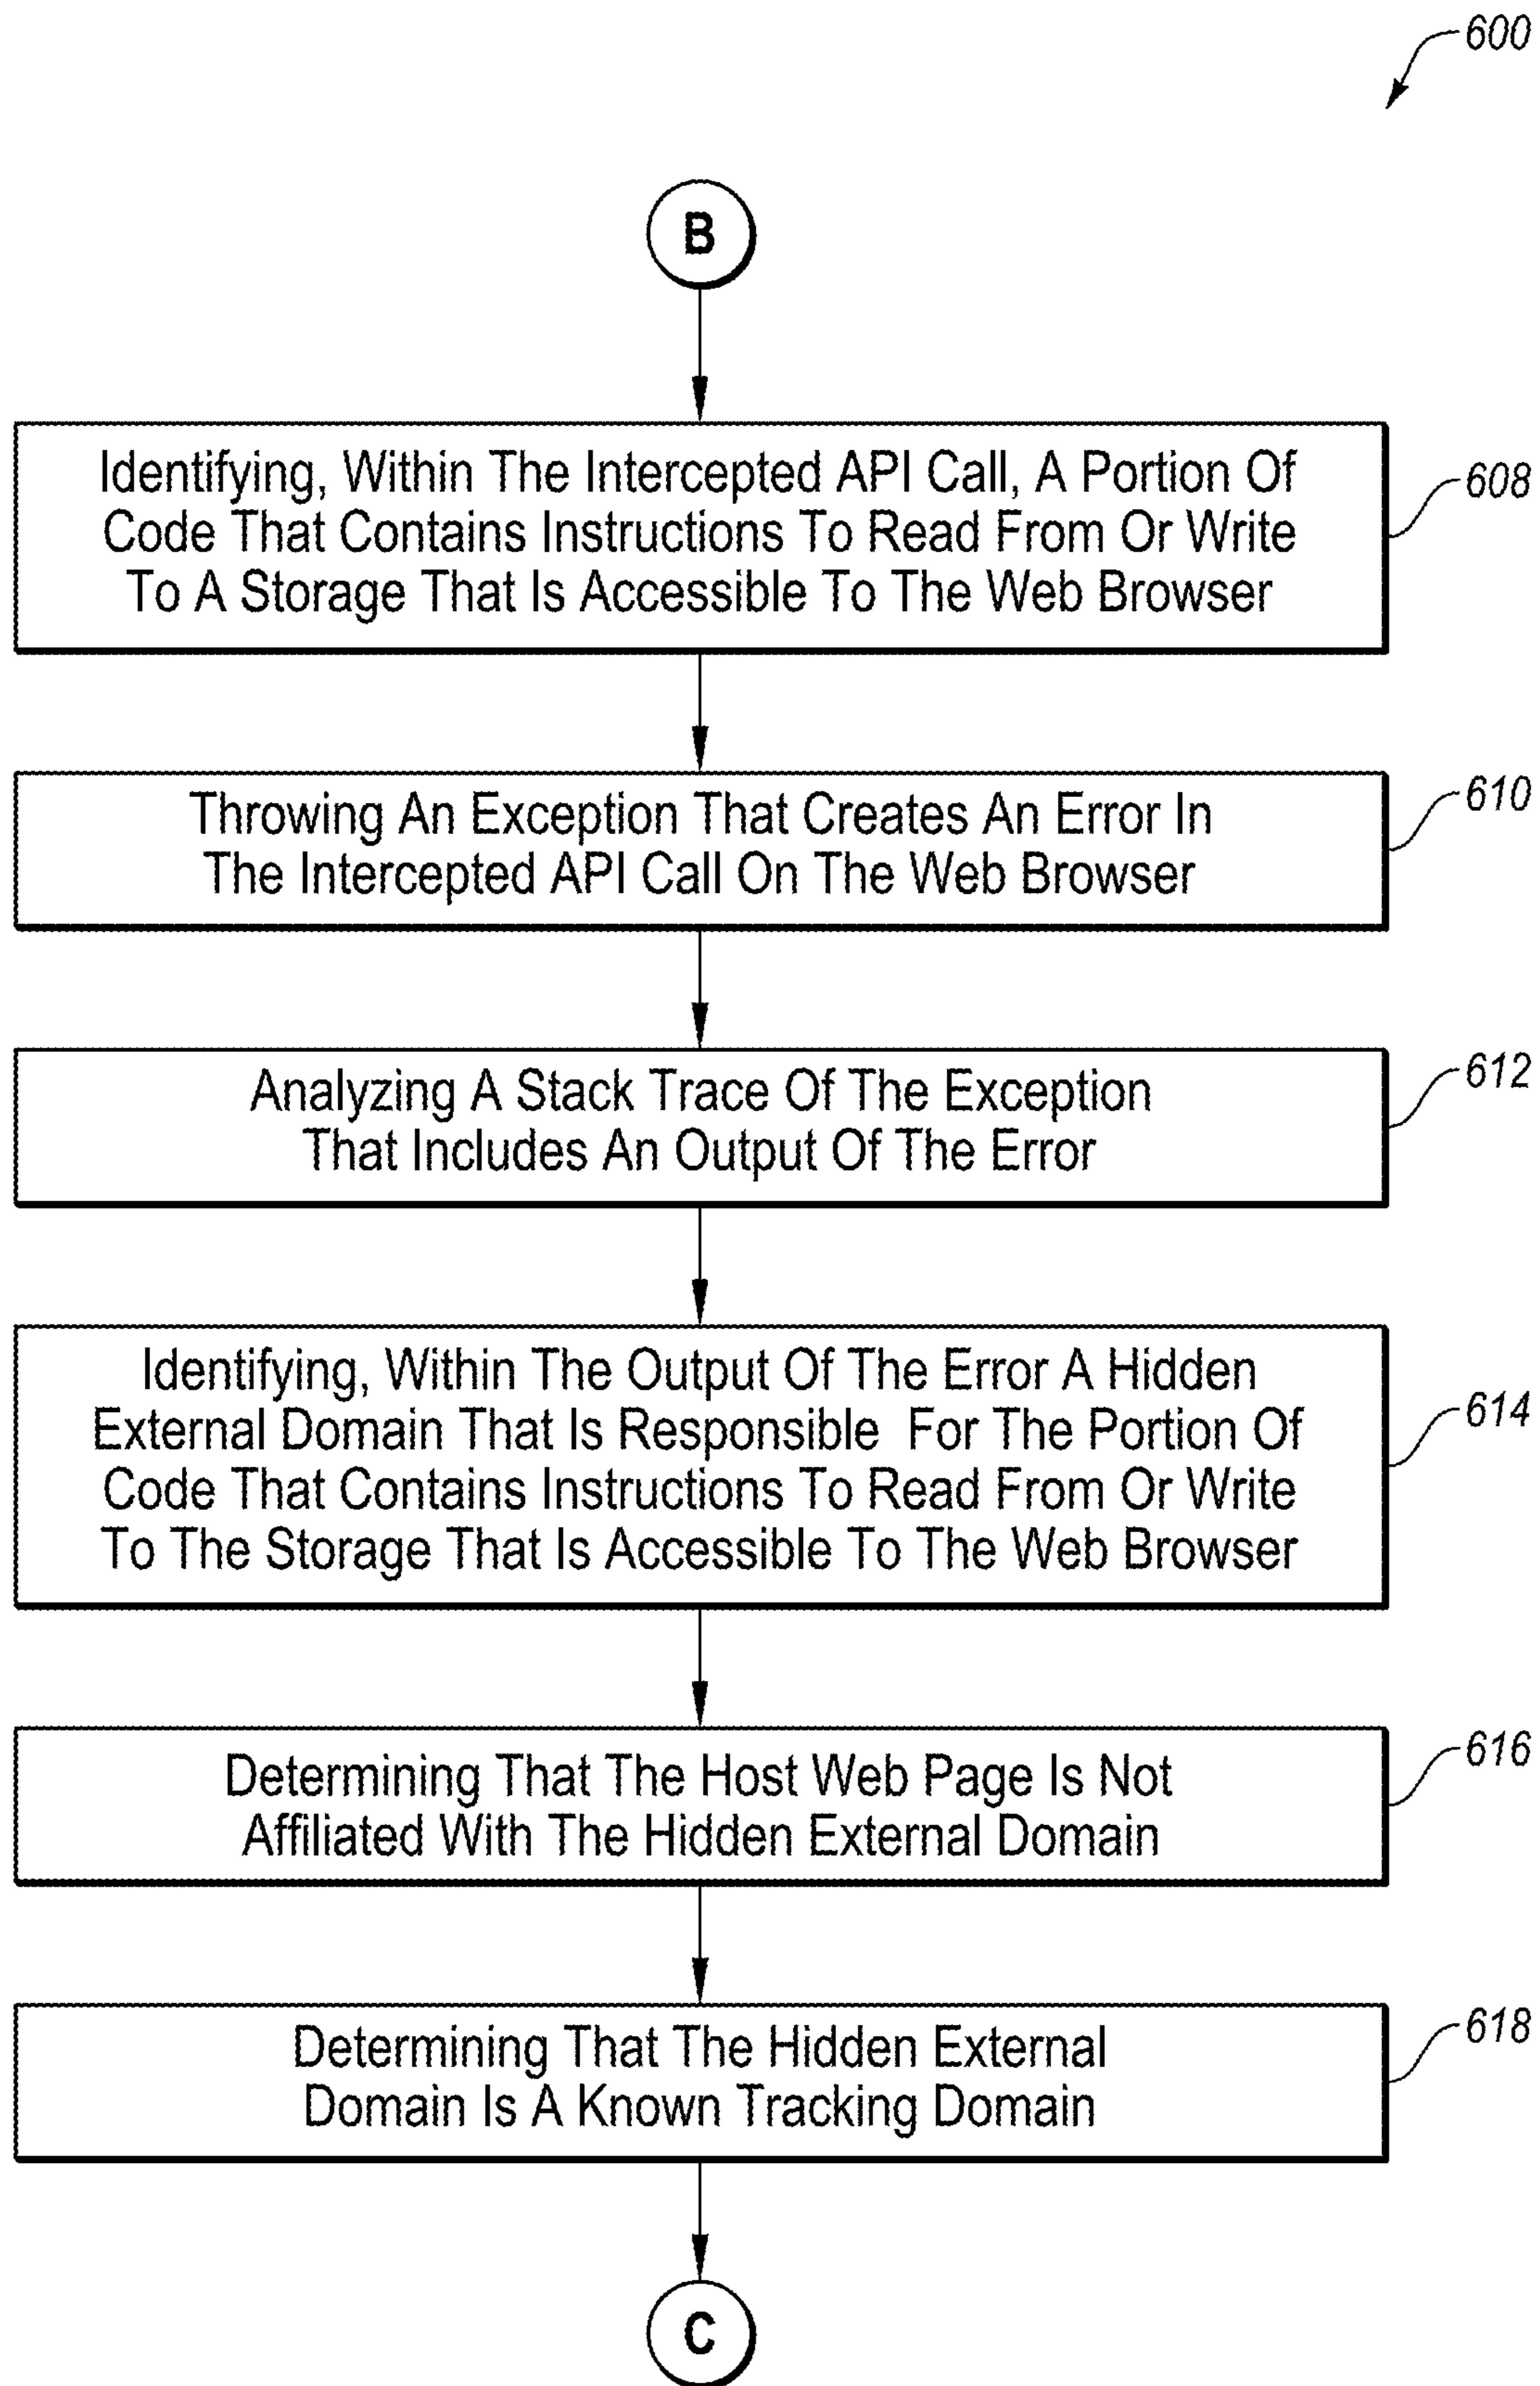 600
B
Identifying, Within The Intercepted API Call, A Portion Of
Code That Contains Instructions To Read From Or Write
To A Storage That Is Accessible To The Web Browser
608
Throwing An Exception That Creates An Error In
The Intercepted API Call On The Web Browser
610
Analyzing A Stack Trace Of The Exception
That Includes An Output Of The Error
612
Identifying, Within The Output Of The Error A Hidden
External Domain That Is Responsible For The Portion Of
Code That Contains Instructions To Read From Or Write
To The Storage That Is Accessible To The Web Browser
614
Determining That The Host Web Page Is Not
Affiliated With The Hidden External Domain
616
Determining That The Hidden External
Domain Is A Known Tracking Domain
618
C